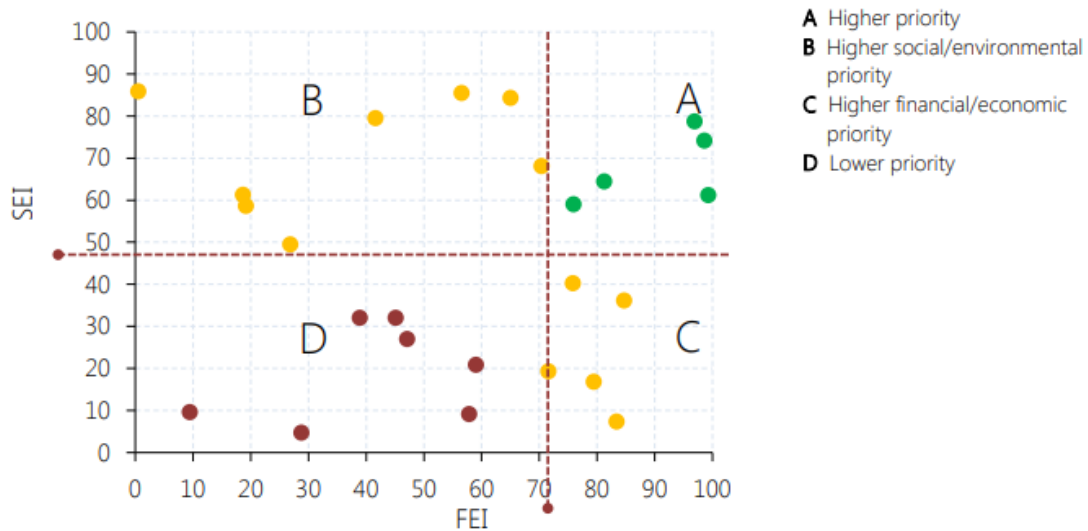 100
90
80
70
60
50
40
30
20
10
0
SEI
B
A
D
C
0 10 20 30 40 50 60 70 80 90 100
FEI
A Higher priority
B Higher social/environmental
priority
C Higher financial/economic
priority
D Lower priority